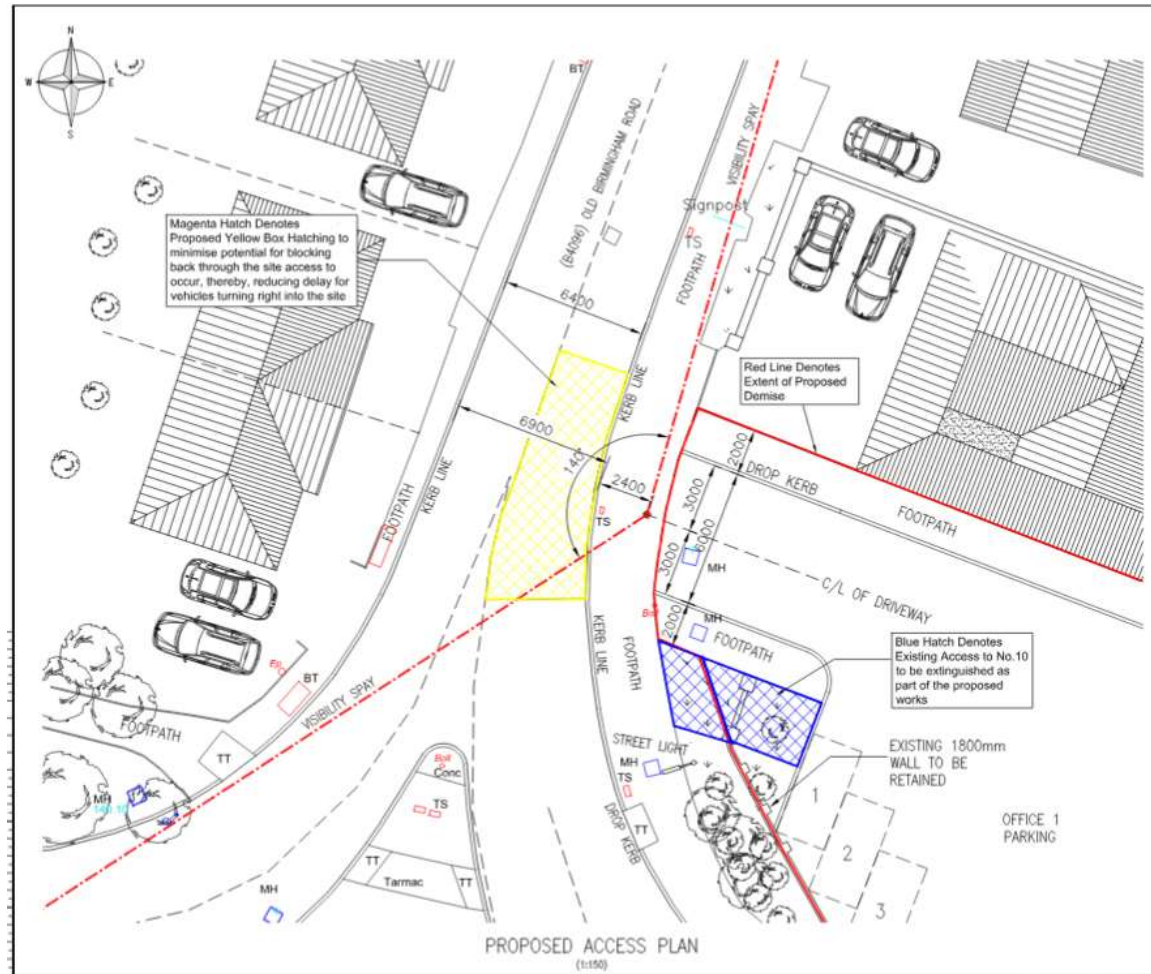 N
W
E
S
BT
(B4096) OLD BIRMINGHAM ROAD
VISIBILITY SPAY
Signpost
TS
FOOTPATH
Magenta Hatch Denotes
Proposed Yellow Box Hatching to
minimise potential for blocking
back through the site access to
occur, thereby, reducing delay for
vehicles turning right into the site
6400
KERB LINE
Red Line Denotes
Extent of Proposed
Demise
6900
140°
2400
2000
3000
6000
3000
2000
DROP KERB
FOOTPATH
KERB LINE
FOOTPATH
TS
MH
C/L OF DRIVEWAY
Boll
MH
FOOTPATH
Blue Hatch Denotes
Existing Access to No.10
to be extinguished as
part of the proposed
works
KERB LINE
FOOTPATH
BT
VISIBILITY SPAY
FOOTPATH
TT
MH
STREET LIGHT
MH
TS
EXISTING 1800mm
WALL TO BE
RETAINED
Boll
Conc
TS
DROP KERB
TT
TT
Tarmac
TT
MH
1
2
3
OFFICE 1
PARKING
PROPOSED ACCESS PLAN
(1:150)